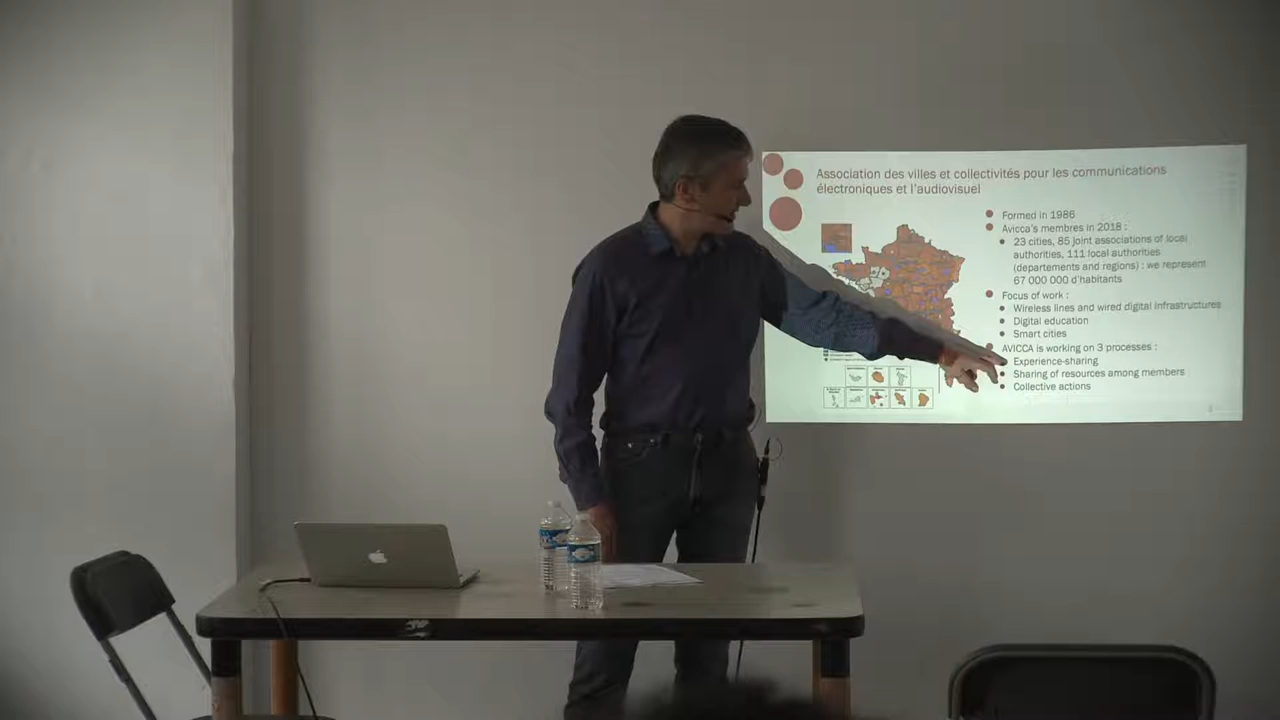 Association des villes et collectivités pour les communications
électroniques et l'audiovisuel
Formed in 1986
Avicca's membres in 2018 :
23 cities, 85 joint associations of local
authorities, 111 local authorities
(departements and regions) : we represent
67 000 000 d'habitants
Focus of work :
Wireless lines and wired digital infrastructures
Digital education
Smart cities
AVICCA is working on 3 processes :
Experience-sharing
Sharing of resources among members
Collective actions